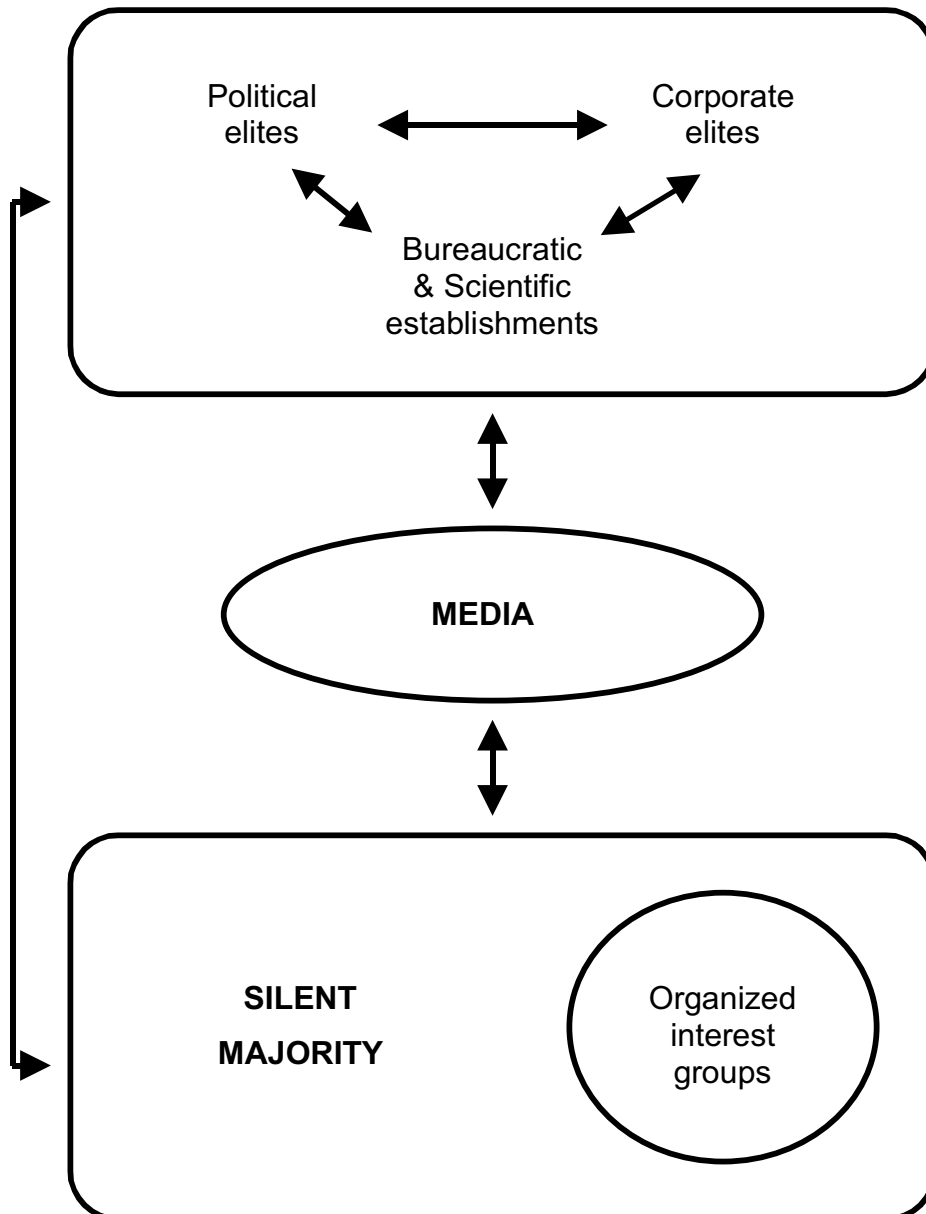 Political
elites
Corporate
elites
Bureaucratic
& Scientific
establishments
MEDIA
SILENT
MAJORITY
Organized
interest
groups